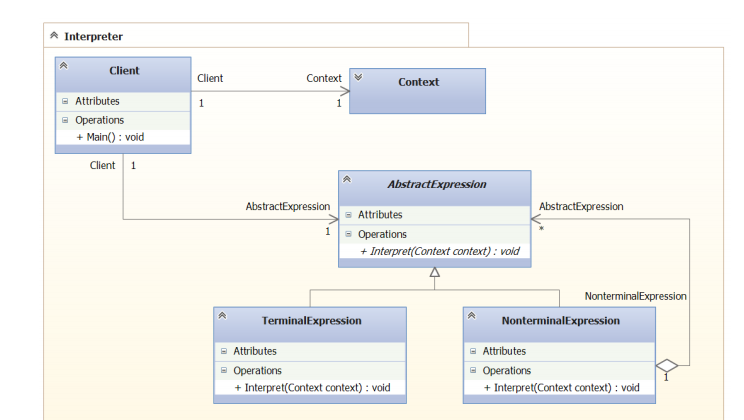 Interpreter
Client
Attributes
Operations
+ Main() : void
Client
Context
1
1
Context
Client
1
AbstractExpression
1
AbstractExpression
Attributes
Operations
+ Interpret(Context context) : void
AbstractExpression
*
NonterminalExpression
1
TerminalExpression
Attributes
Operations
+ Interpret(Context context) : void
NonterminalExpression
Attributes
Operations
+ Interpret(Context context) : void